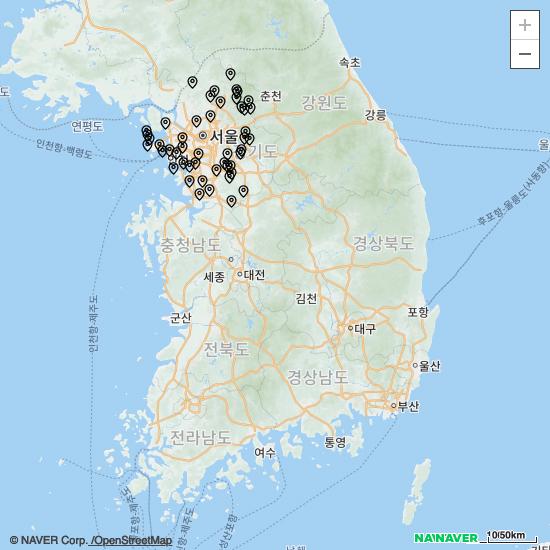 +
−
속초
춘천
강원도
강릉
연평도
서울
인천항-백령도
경기도
울
후포항-울릉도(사동항)
충청남도
경상북도
세종
대전
인천항-제주도
김천
포항
군산
대구
전북도
울산
경상남도
부산
전라남도
통영
여수
© NAVER Corp. /OpenStreetMap
NA NAVER
10/50km